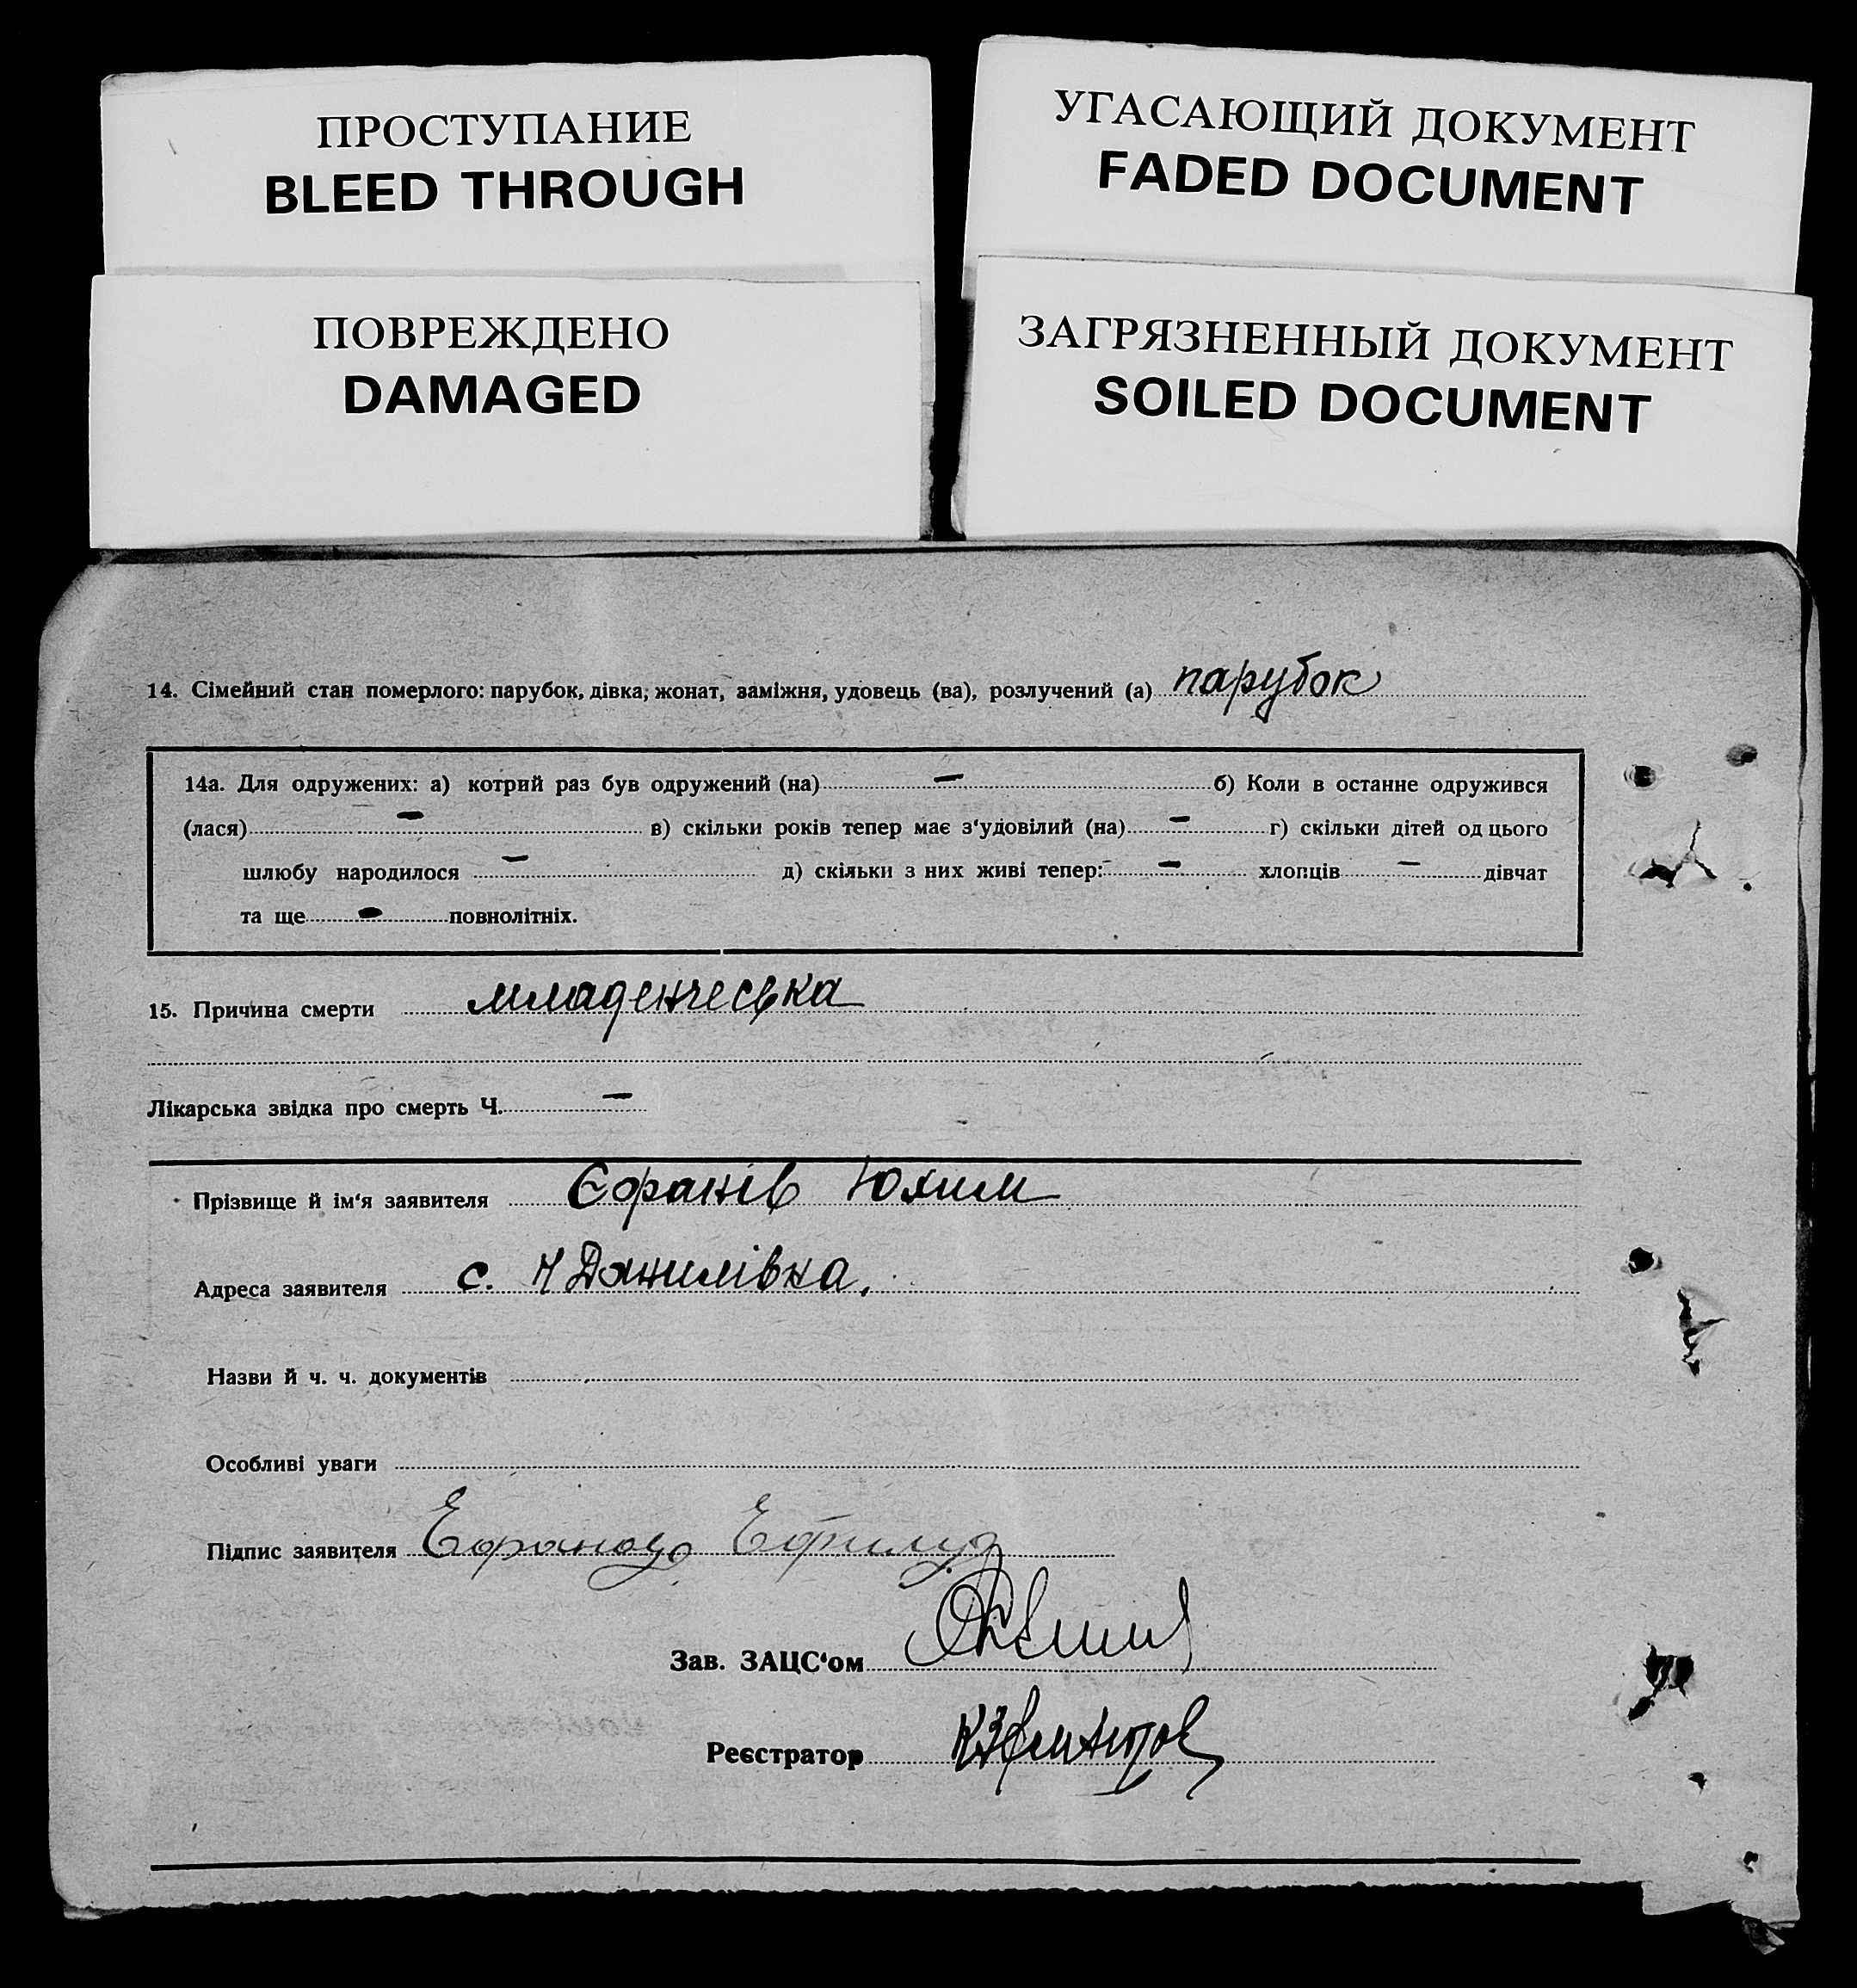 ПРОСТУПАНИЕ
BLEED THROUGH
УГАСАЮЩИЙ ДОКУМЕНТ
FADED DOCUMENT
ПОВРЕЖДЕНО
DAMAGED
ЗАГРЯЗНЕННЫЙ ДОКУМЕНТ
SOILED DOCUMENT
14. Сімейний стан померлого: парубок, дівка, жонат, заміжня, удовець (ва), розлучений (а) парубок
14а. Для одружених: а) котрий раз був одружений (на) — б) Коли в останне одружився
(лася) — в) скільки років тепер має з‘удовілий (на) — г) скільки дітей од цього
шлюбу народилося — д) скільки з них живі тепер: — хлопців — дівчат
та ще — повнолітніх.
15. Причина смерти младенческа
Лікарська звідка про смерть Ч. —
Прізвище й ім‘я заявителя Єфранів Юхим
Адреса заявителя с. Н Данилівка.
Назви й ч. ч. документів
Особливі уваги
Підпис заявителя
Зав. ЗАЦС‘ом
Реєстратор